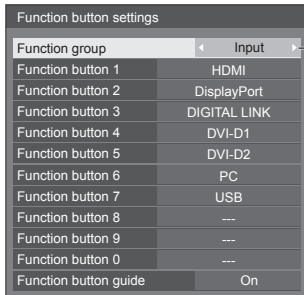 Function button settings
Function group Input
Function button 1 HDMI
Function button 2 DisplayPort
Function button 3 DIGITAL LINK
Function button 4 DVI-D1
Function button 5 DVI-D2
Function button 6 PC
Function button 7 USB
Function button 8 ---
Function button 9 ---
Function button 0 ---
Function button guide On